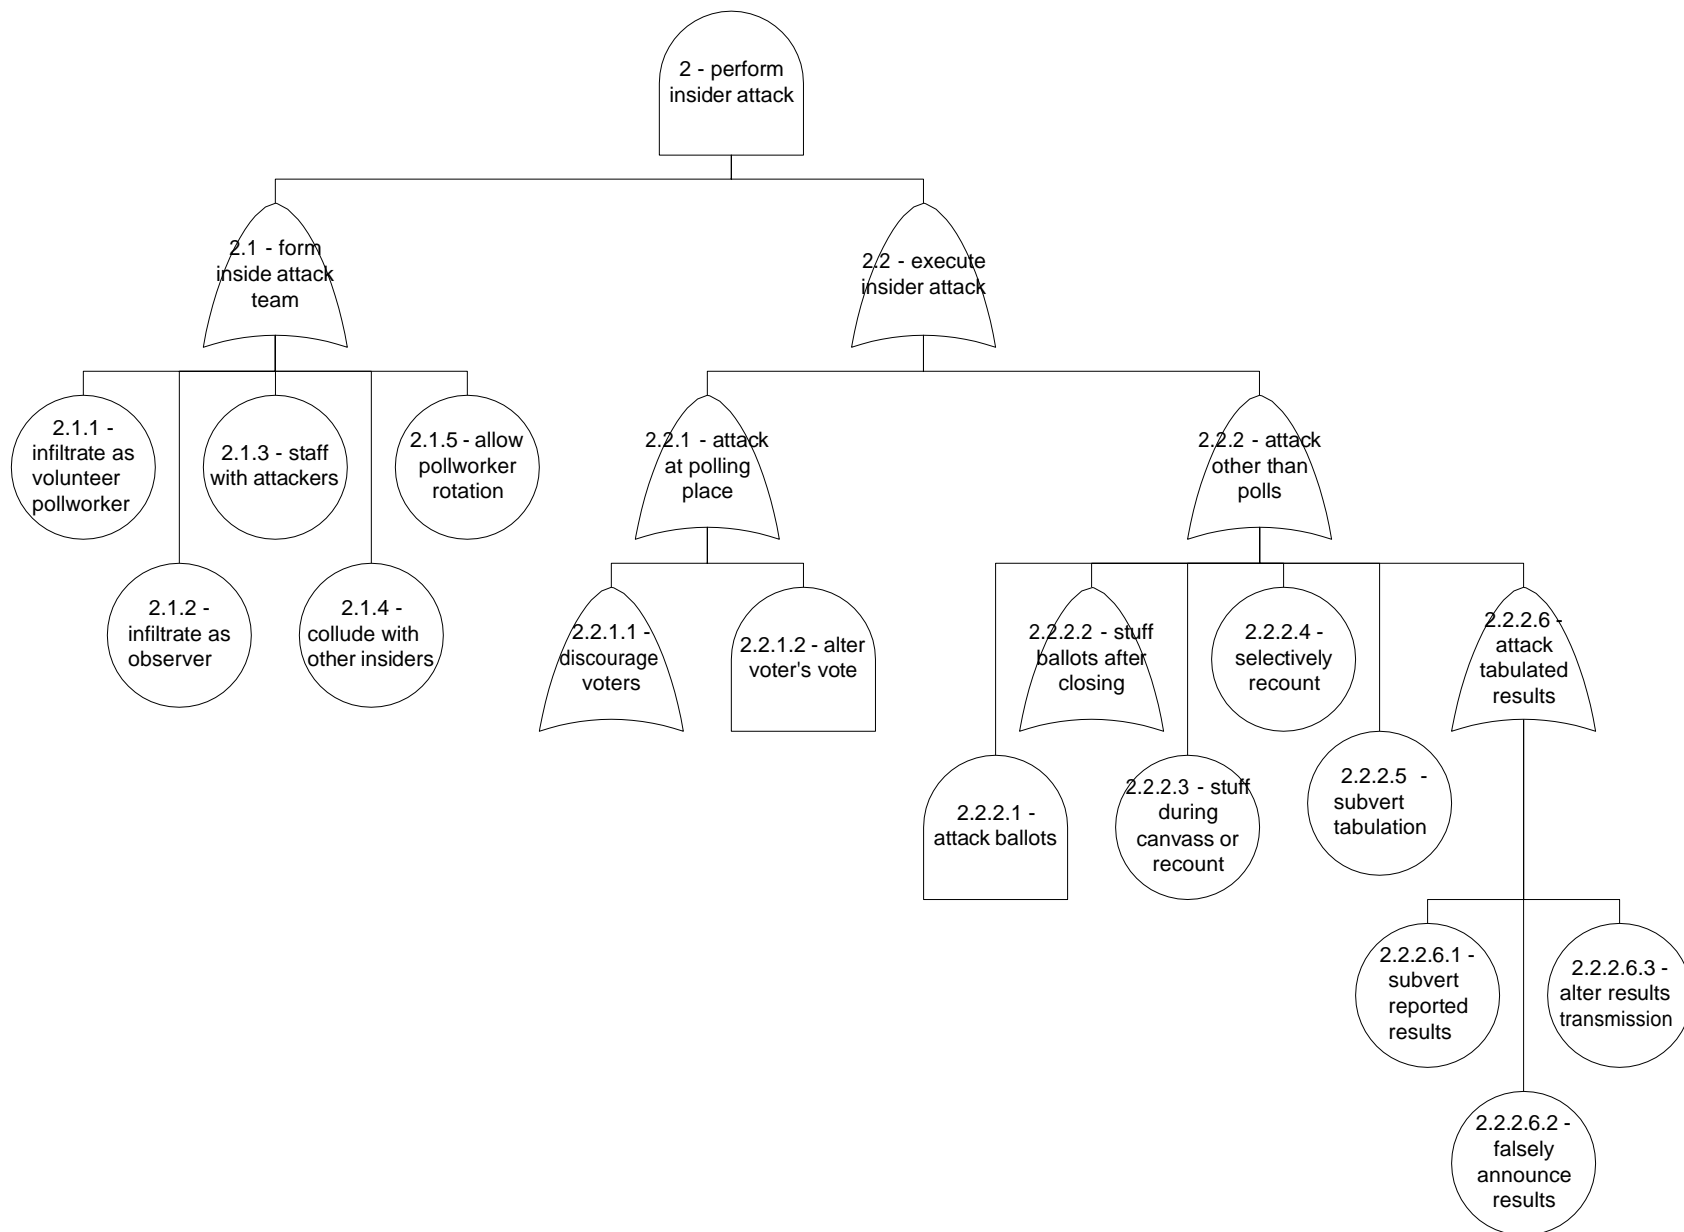 2 - perform
insider attack
2.1 - form
inside attack
team
2.2 - execute
insider attack
2.1.1 -
infiltrate as
volunteer
pollworker
2.1.3 - staff
with attackers
2.1.5 - allow
pollworker
rotation
2.2.1 - attack
at polling
place
2.2.2 - attack
other than
polls
2.1.2 -
infiltrate as
observer
2.1.4 -
collude with
other insiders
2.2.1.1 -
discourage
voters
2.2.1.2 - alter
voter's vote
2.2.2.2 - stuff
ballots after
closing
2.2.2.4 -
selectively
recount
2.2.2.6 -
attack
tabulated
results
2.2.2.1 -
attack ballots
2.2.2.3 - stuff
during
canvass or
recount
2.2.2.5 -
subvert
tabulation
2.2.2.6.1 -
subvert
reported
results
2.2.2.6.3 -
alter results
transmission
2.2.2.6.2 -
falsely
announce
results